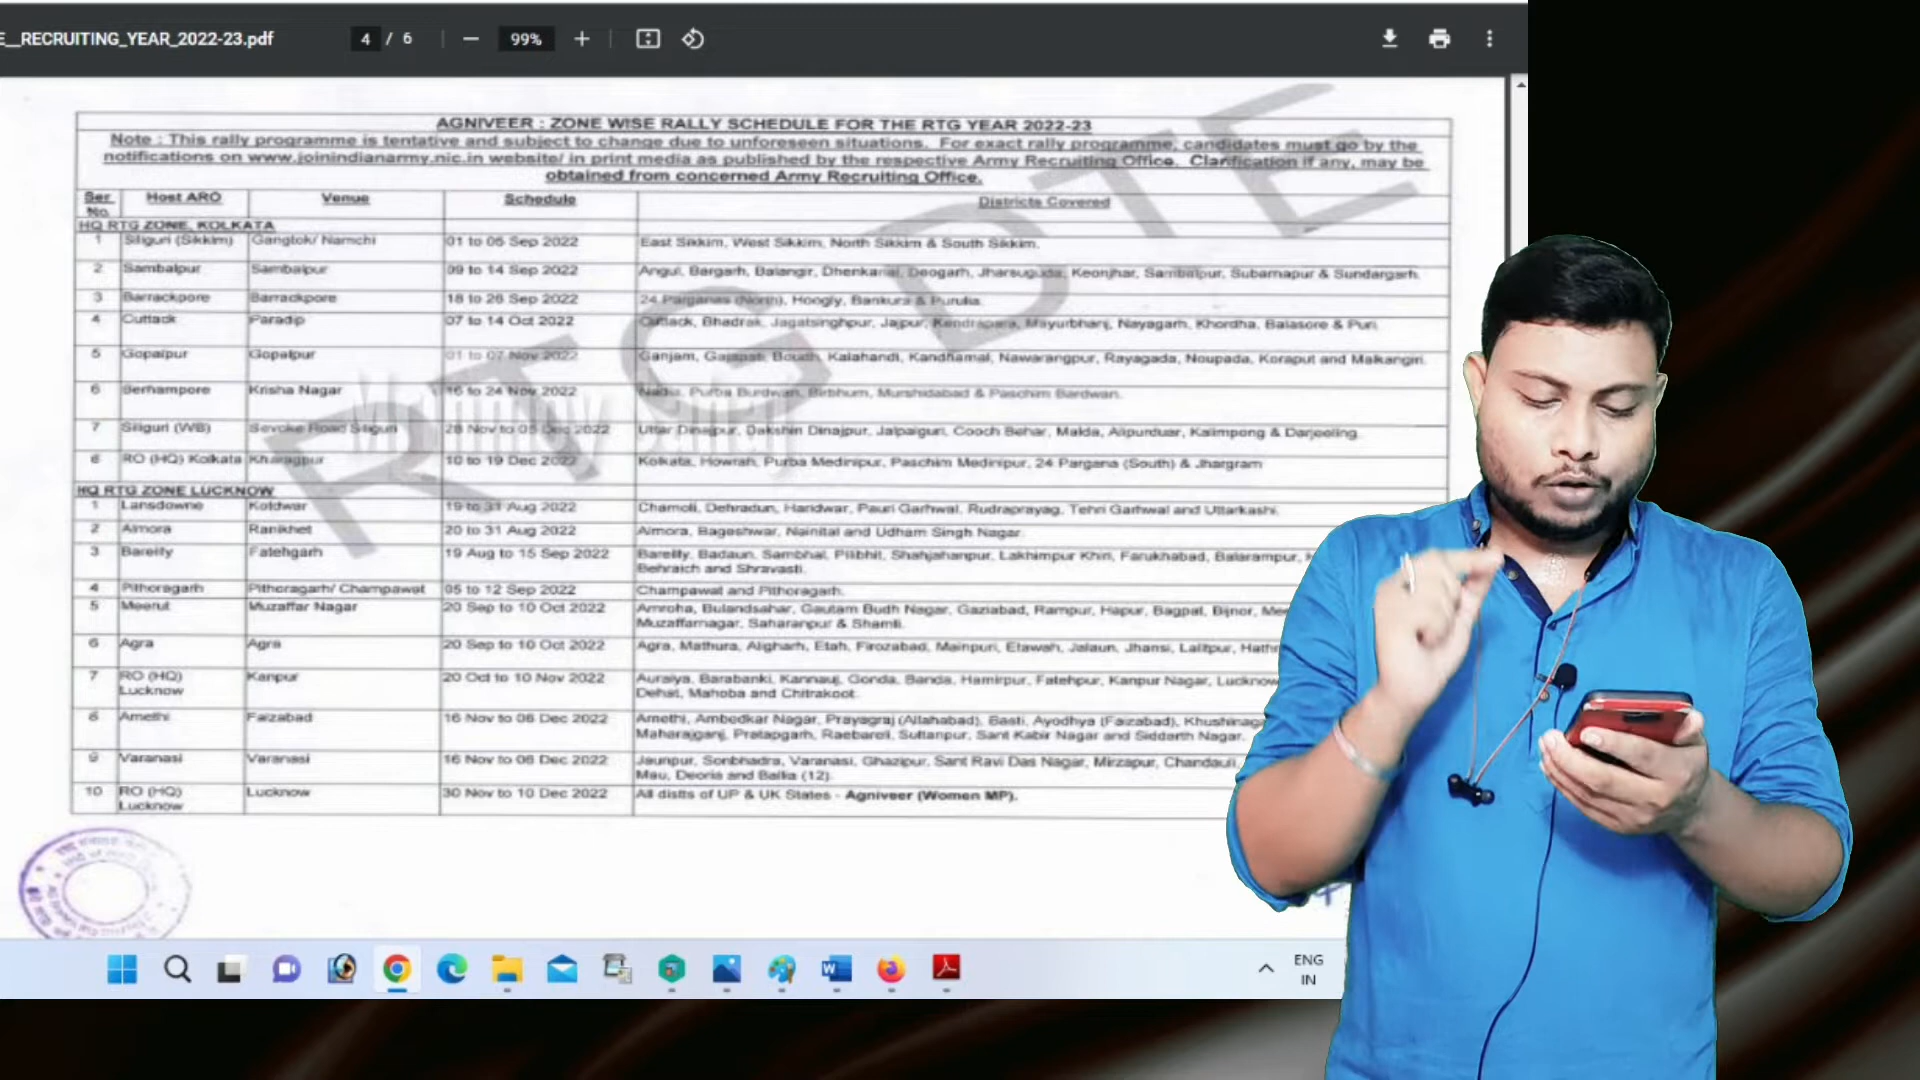 E__RECRUITING_YEAR_2022-23.pdf 4 / 6 — 99% +
AGNIVEER : ZONE WISE RALLY SCHEDULE FOR THE RTG YEAR 2022-23
Note : This rally programme is tentative and subject to change due to unforeseen situations. For exact rally programme, candidates must go by the
notifications on www.joinindianarmy.nic.in website/ in print media as published by the respective Army Recruiting Office. Clarification if any, may be
obtained from concerned Army Recruiting Office.
Ser No. Host ARO Venue Schedule Districts Covered
HQ RTG ZONE, KOLKATA
1 Siliguri (Sikkim) Gangtok/ Namchi 01 to 06 Sep 2022 East Sikkim, West Sikkim, North Sikkim & South Sikkim.
2 Sambalpur Sambalpur 09 to 14 Sep 2022 Angul, Bargarh, Balangir, Dhenkanal, Deogarh, Jharsuguda, Keonjhar, Sambalpur, Subarnapur & Sundargarh.
3 Barrackpore Barrackpore 18 to 26 Sep 2022 24 Parganas (North), Hoogly, Bankura & Purulia.
4 Cuttack Paradip 07 to 14 Oct 2022 Cuttack, Bhadrak, Jagatsinghpur, Jajpur, Kendrapara, Mayurbhanj, Nayagarh, Khordha, Balasore & Puri.
5 Gopalpur Gopalpur 01 to 07 Nov 2022 Ganjam, Gajapati, Boudh, Kalahandi, Kandhamal, Nawarangpur, Rayagada, Noupada, Koraput and Malkangiri.
6 Berhampore Krisha Nagar 16 to 24 Nov 2022 Nadia, Purba Burdwan, Birbhum, Murshidabad & Paschim Bardwan.
7 Siliguri (WB) Sevoke Road Siliguri 28 Nov to 05 Dec 2022 Uttar Dinajpur, Dakshin Dinajpur, Jalpaiguri, Cooch Behar, Malda, Alipurduar, Kalimpong & Darjeeling.
8 RO (HQ) Kolkata Kharagpur 10 to 19 Dec 2022 Kolkata, Howrah, Purba Medinipur, Paschim Medinipur, 24 Pargana (South) & Jhargram
HQ RTG ZONE LUCKNOW
1 Lansdowne Kotdwar 19 to 31 Aug 2022 Chamoli, Dehradun, Haridwar, Pauri Garhwal, Rudraprayag, Tehri Garhwal and Uttarkashi.
2 Almora Ranikhet 20 to 31 Aug 2022 Almora, Bageshwar, Nainital and Udham Singh Nagar.
3 Bareilly Fatehgarh 19 Aug to 15 Sep 2022 Bareilly, Badaun, Sambhal, Pilibhit, Shahjahanpur, Lakhimpur Khiri, Farukhabad, Balarampur,
Behraich and Shravasti.
4 Pithoragarh Pithoragarh/ Champawat 05 to 12 Sep 2022 Champawat and Pithoragarh.
5 Meerut Muzaffar Nagar 20 Sep to 10 Oct 2022 Amroha, Bulandsahar, Gautam Budh Nagar, Gaziabad, Rampur, Hapur, Bagpat, Bijnor, Mee
Muzaffarnagar, Saharanpur & Shamli.
6 Agra Agra 20 Sep to 10 Oct 2022 Agra, Mathura, Aligharh, Etah, Firozabad, Mainpuri, Etawah, Jalaun, Jhansi, Lalitpur, Hathr
7 RO (HQ) Lucknow Kanpur 20 Oct to 10 Nov 2022 Auraiya, Barabanki, Kannauj, Gonda, Banda, Hamirpur, Fatehpur, Kanpur Nagar, Lucknow
Dehat, Mahoba and Chitrakoot.
8 Amethi Faizabad 16 Nov to 06 Dec 2022 Amethi, Ambedkar Nagar, Prayagraj (Allahabad), Basti, Ayodhya (Faizabad), Khushinaga
Maharajganj, Pratapgarh, Raebareli, Sultanpur, Sant Kabir Nagar and Siddarth Nagar.
9 Varanasi Varanasi 16 Nov to 06 Dec 2022 Jaunpur, Sonbhadra, Varanasi, Ghazipur, Sant Ravi Das Nagar, Mirzapur, Chandauli,
Mau, Deoria and Ballia (12).
10 RO (HQ) Lucknow Lucknow 30 Nov to 10 Dec 2022 All distts of UP & UK States - Agniveer (Women MP).
RTG DTE
ENG
IN